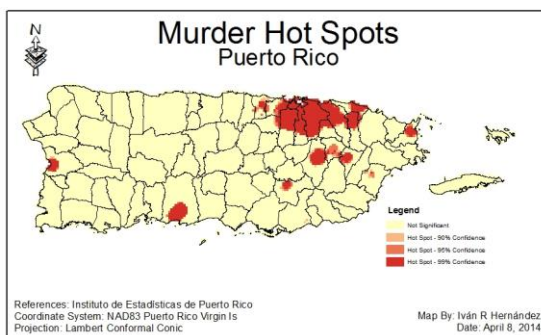 N
Murder Hot Spots
Puerto Rico
Legend
Not Significant
Hot Spot - 90% Confidence
Hot Spot - 95% Confidence
Hot Spot - 99% Confidence
References: Instituto de Estadísticas de Puerto Rico
Coordinate System: NAD83 Puerto Rico Virgin Is
Projection: Lambert Conformal Conic
Map By: Iván R Hernández
Date: April 8, 2014